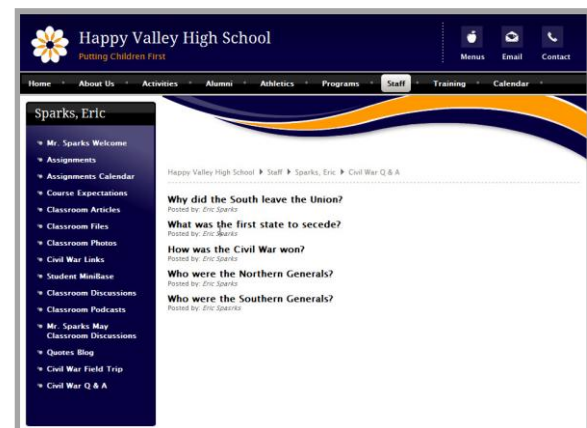 Happy Valley High School
Putting Children First
Menus Email Contact
Home About Us Activities Alumni Athletics Programs Staff Training Calendar
Sparks, Eric
Mr. Sparks Welcome
Assignments
Assignments Calendar
Course Expectations
Classroom Articles
Classroom Files
Classroom Photos
Civil War Links
Student MiniBase
Classroom Discussions
Classroom Podcasts
Mr. Sparks May
Classroom Discussions
Quotes Blog
Civil War Field Trip
Civil War Q & A
Happy Valley High School Staff Sparks, Eric Civil War Q & A
Why did the South leave the Union?
Posted by: Eric Sparks
What was the first state to secede?
Posted by: Eric Sparks
How was the Civil War won?
Posted by: Eric Sparks
Who were the Northern Generals?
Posted by: Eric Sparks
Who were the Southern Generals?
Posted by: Eric Spasrks